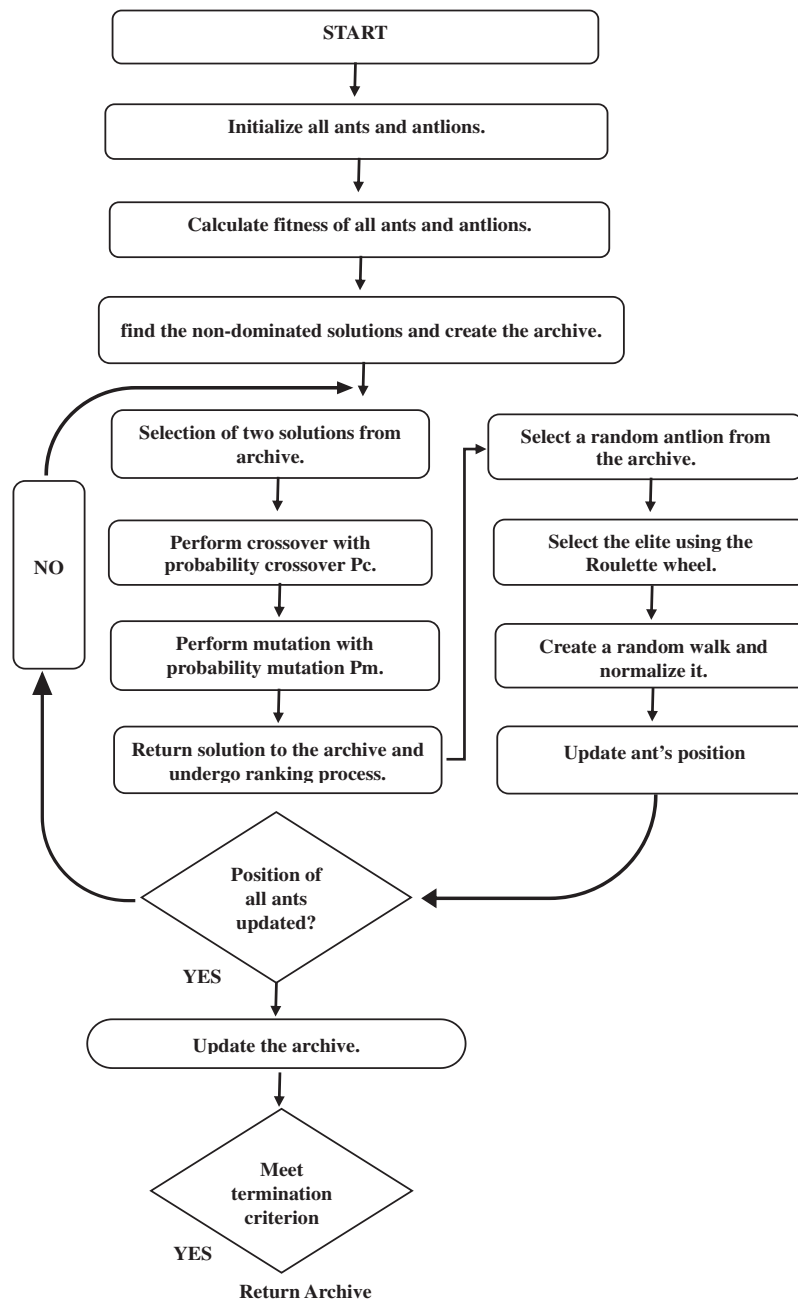 START
Initialize all ants and antlions.
Calculate fitness of all ants and antlions.
find the non-dominated solutions and create the archive.
Selection of two solutions from
archive.
Perform crossover with
probability crossover Pc.
Perform mutation with
probability mutation Pm.
Return solution to the archive and
undergo ranking process.
Select a random antlion from
the archive.
Select the elite using the
Roulette wheel.
Create a random walk and
normalize it.
Update ant's position
NO
Position of
all ants
updated?
YES
Update the archive.
Meet
termination
criterion
YES
Return Archive